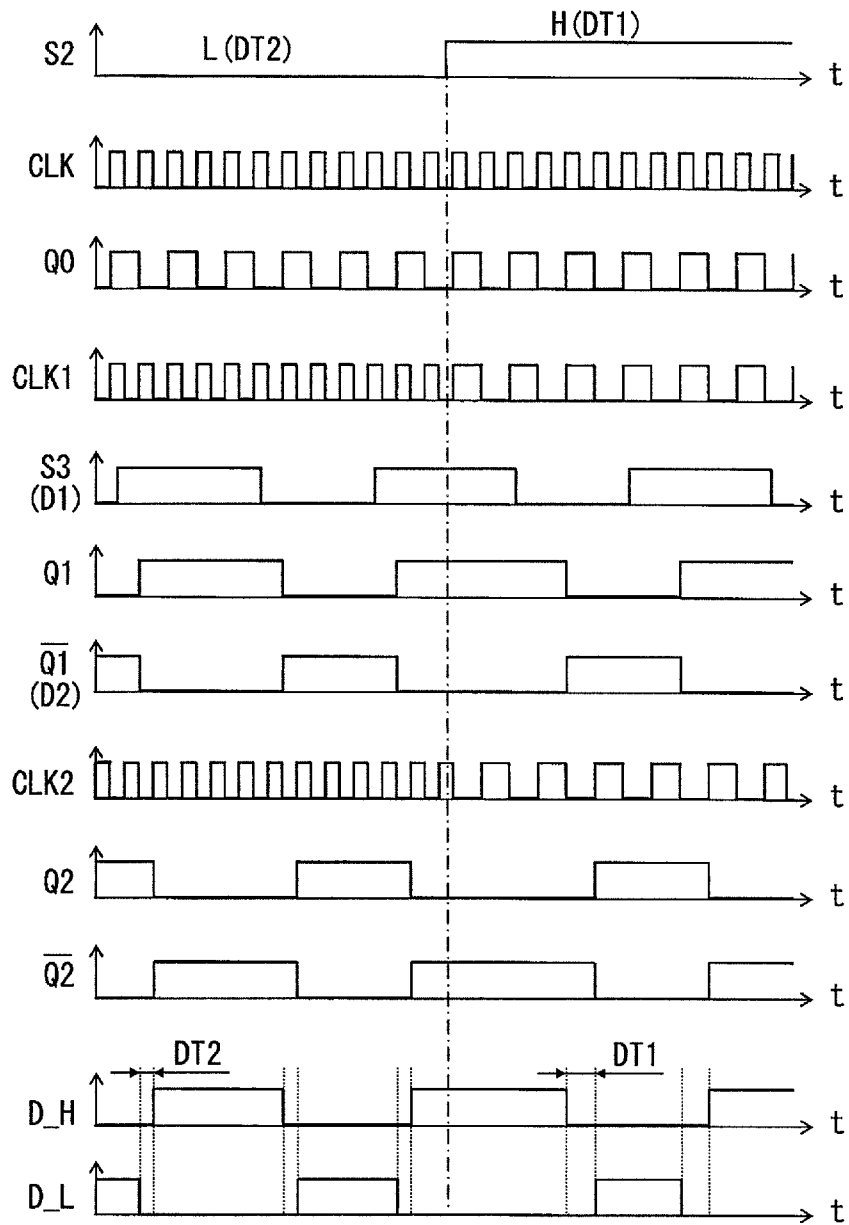 S2
L(DT2)
H(DT1)
t
CLK
t
Q0
t
CLK1
t
S3
(D1)
t
Q1
t
Q1̅
(D2)
t
CLK2
t
Q2
t
Q2̅
t
DT2
DT1
D_H
t
D_L
t